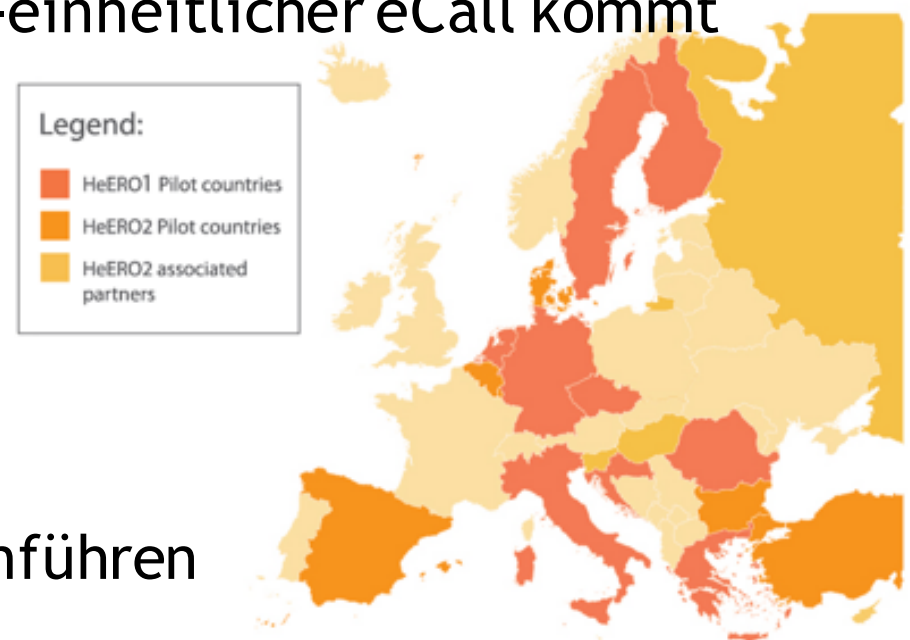 -einheitlicher eCall kommt
Legend:
HeERO1 Pilot countries
HeERO2 Pilot countries
HeERO2 associated
partners
nführen